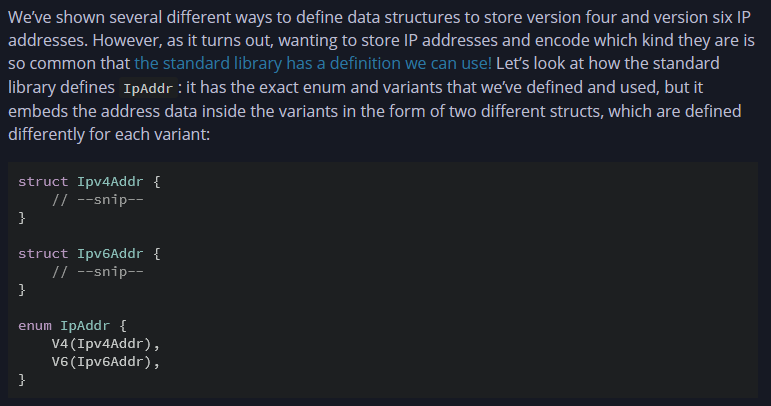 We’ve shown several different ways to define data structures to store version four and version six IP
addresses. However, as it turns out, wanting to store IP addresses and encode which kind they are is
so common that the standard library has a definition we can use! Let’s look at how the standard
library defines IpAddr: it has the exact enum and variants that we’ve defined and used, but it
embeds the address data inside the variants in the form of two different structs, which are defined
differently for each variant:
struct Ipv4Addr {
    // --snip--
}
struct Ipv6Addr {
    // --snip--
}
enum IpAddr {
    V4(Ipv4Addr),
    V6(Ipv6Addr),
}